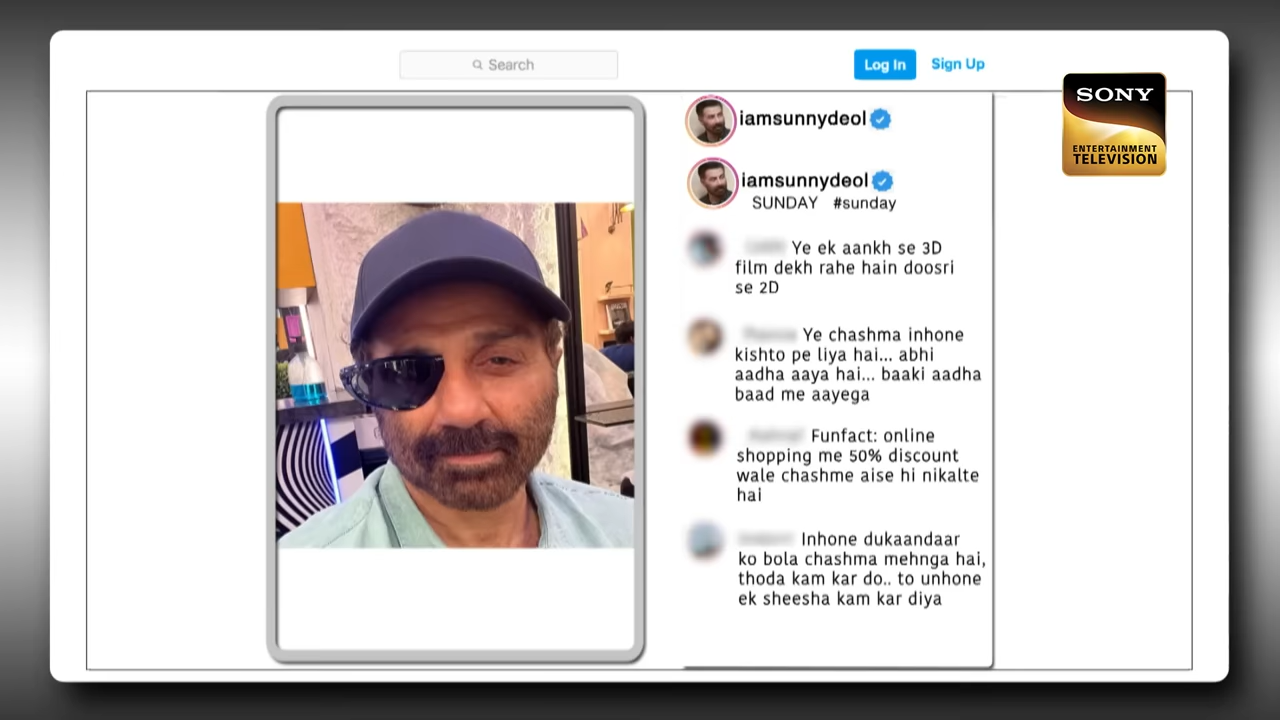 Search
Log In
Sign Up
SONY
ENTERTAINMENT
TELEVISION
iamsunnydeol
iamsunnydeol
SUNDAY #sunday
Ye ek aankh se 3D
film dekh rahe hain doosri
se 2D
Ye chashma inhone
kishto pe liya hai... abhi
aadha aaya hai... baaki aadha
baad me aayega
Funfact: online
shopping me 50% discount
wale chashme aise hi nikalte
hai
Inhone dukaandaar
ko bola chashma mehnga hai,
thoda kam kar do.. to unhone
ek sheesha kam kar diya